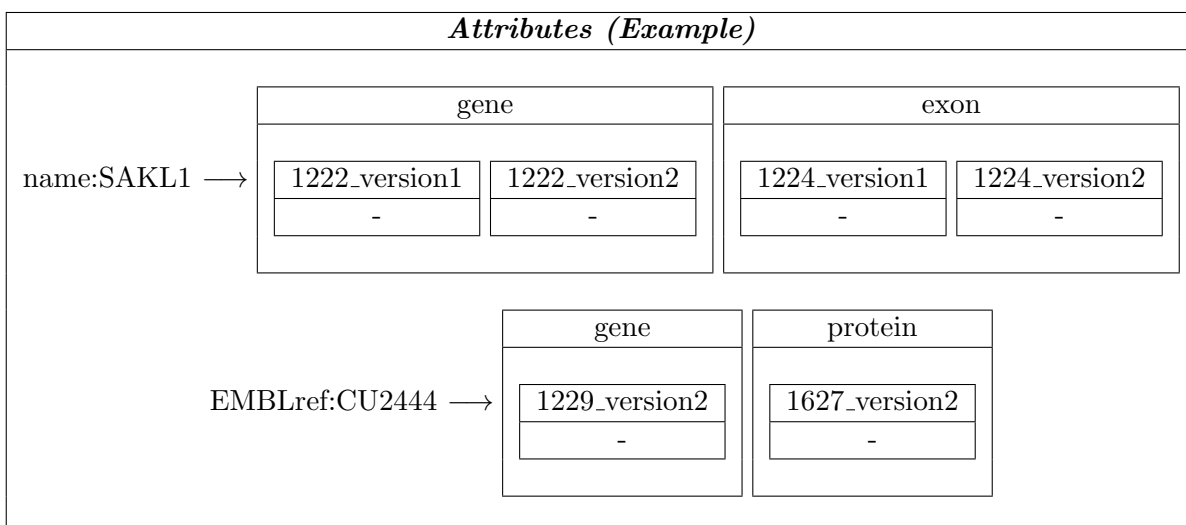 Attributes (Example)
gene exon
name:SAKL1 ⟶ 1222_version1 1222_version2 1224_version1 1224_version2
- - - -
gene protein
EMBLref:CU2444 ⟶ 1229_version2 1627_version2
- -